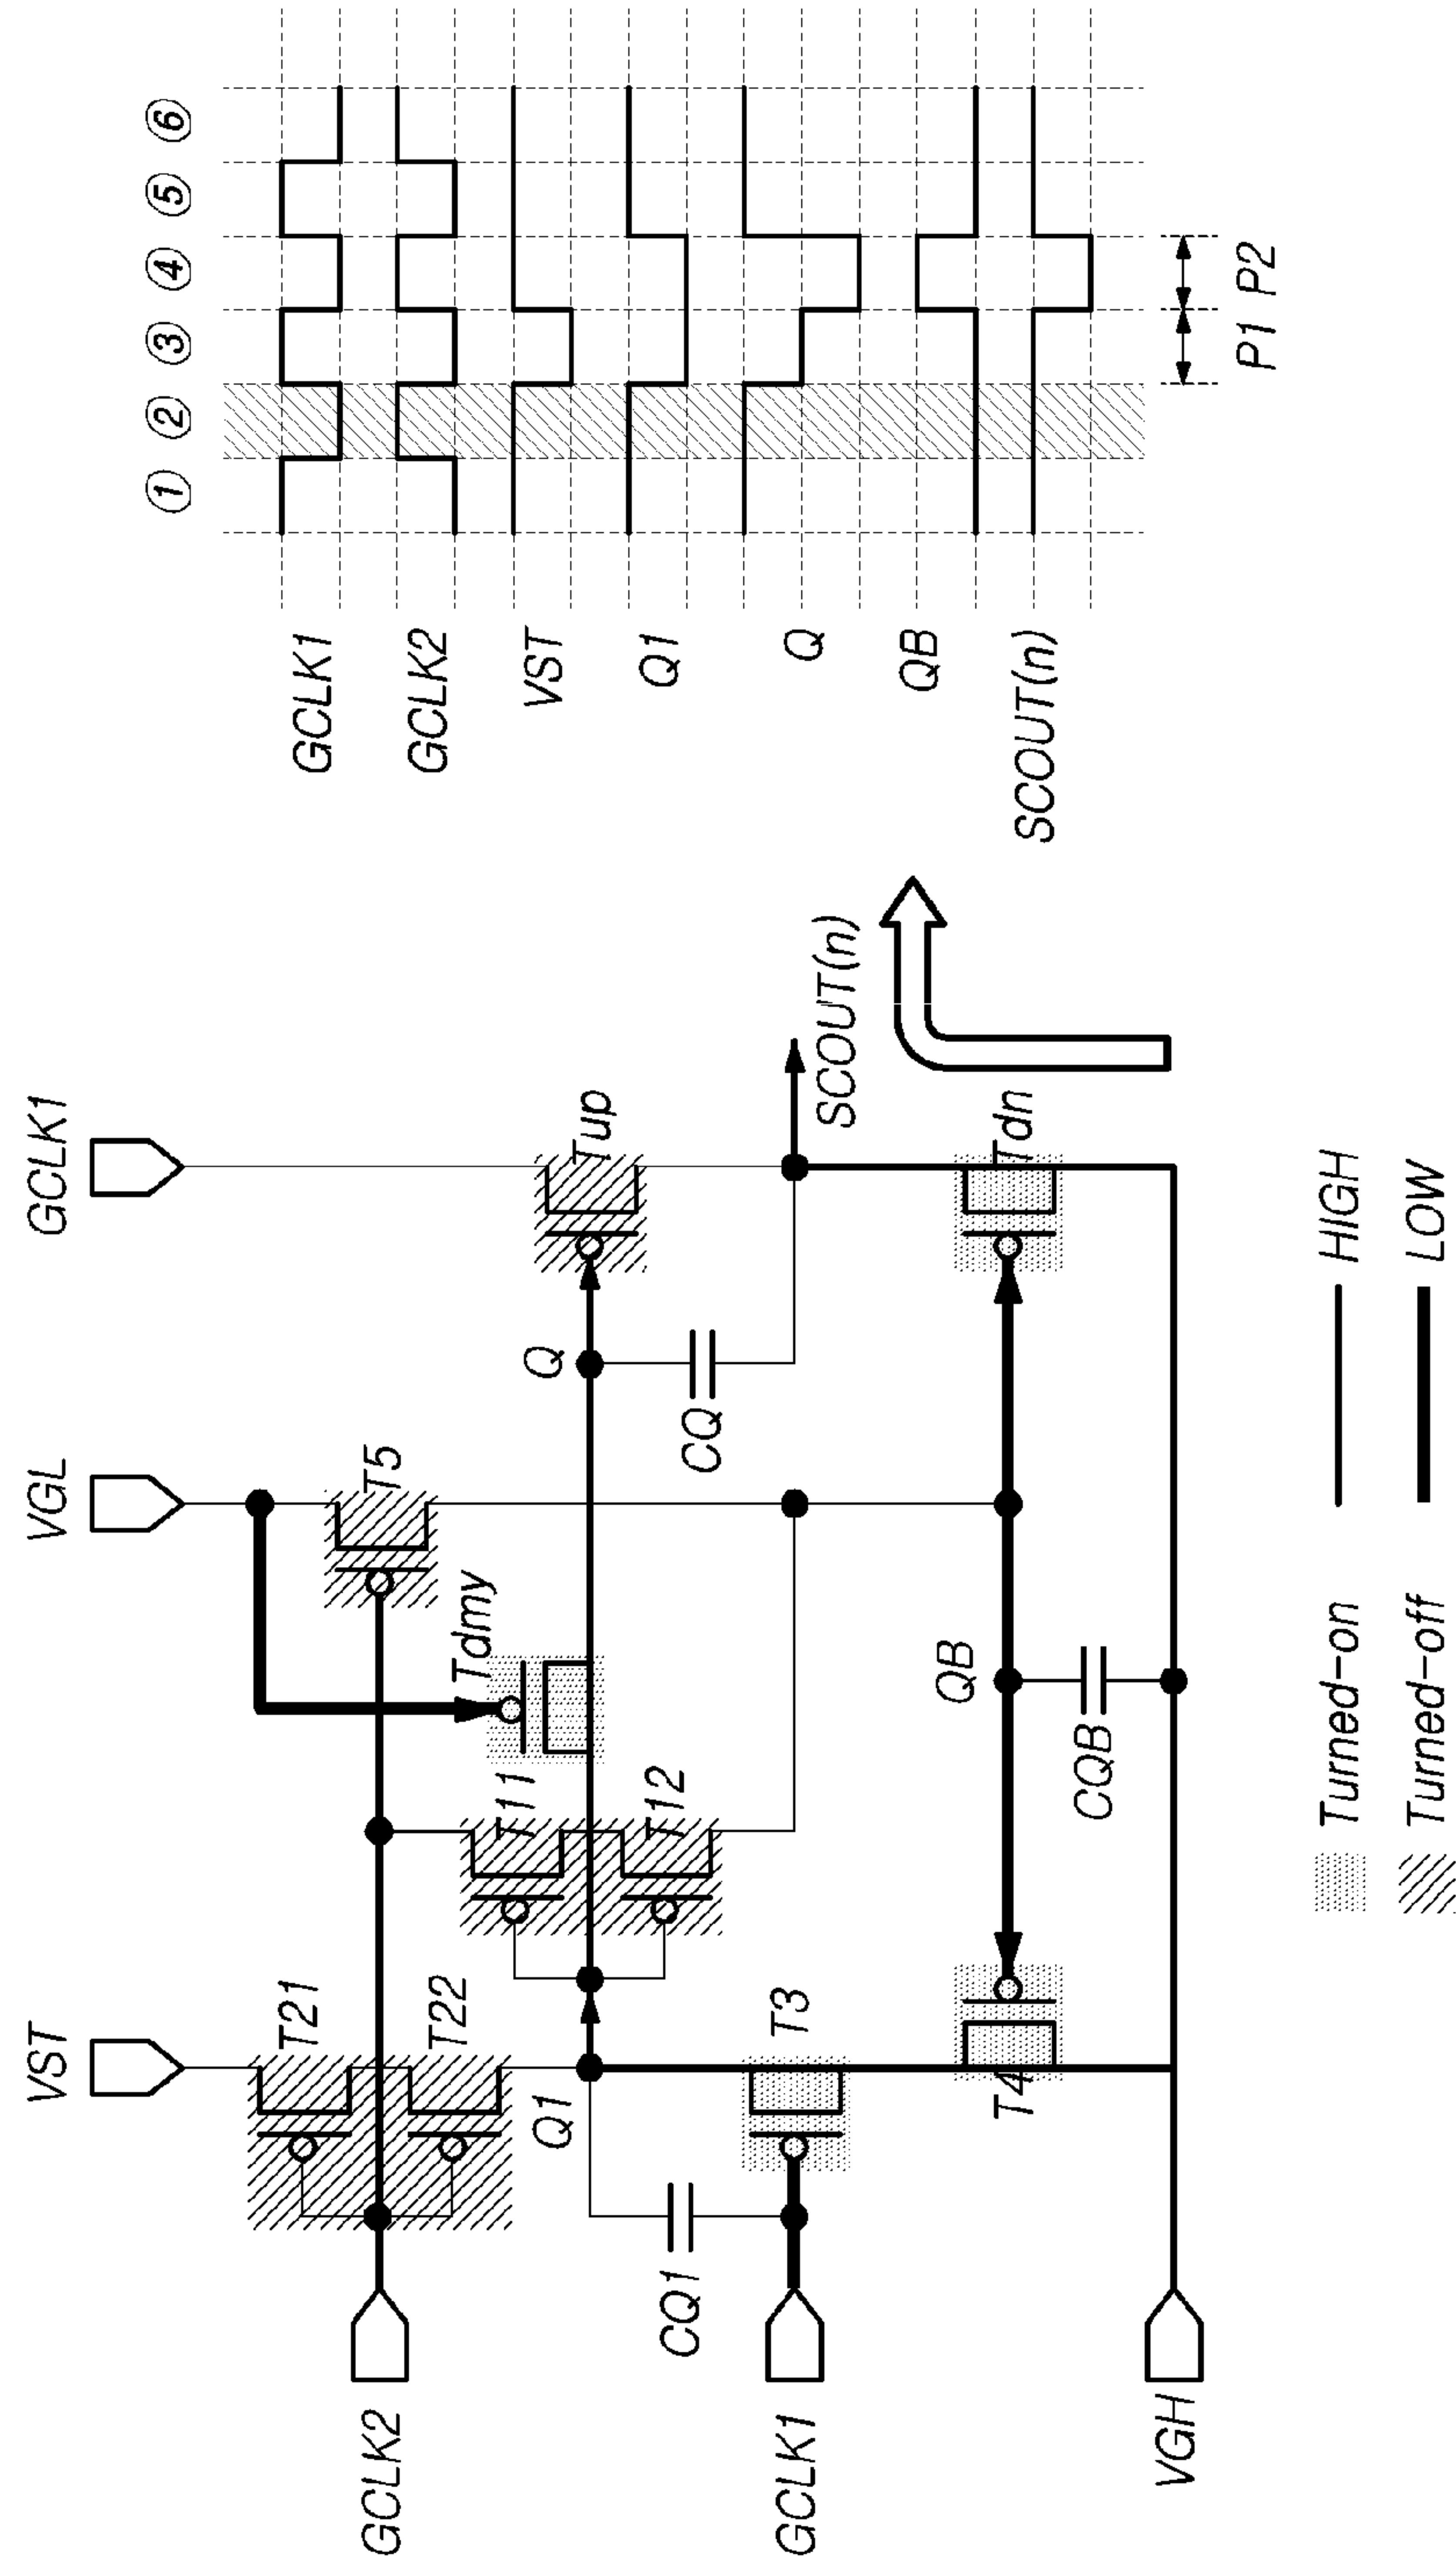 VST
VGL
GCLK1
T21
T22
T11
T12
Tdmy
T5
Q
Tup
GCLK2
Q1
CQ1
CQ
T3
SCOUT(n)
GCLK1
QB
T4
Tdn
CQB
VGH
Turned-on
HIGH
Turned-off
LOW
① ② ③ ④ ⑤ ⑥
GCLK1
GCLK2
VST
Q1
Q
QB
SCOUT(n)
P1 P2